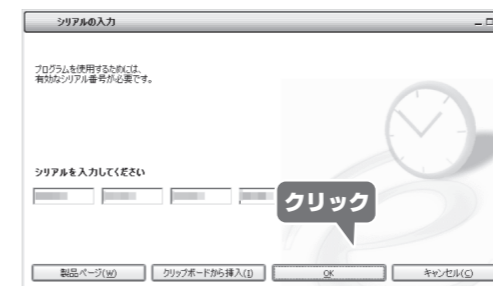 シリアルの入力
プログラムを使用するためには、
有効なシリアル番号が必要です。
シリアルを入力してください
クリック
製品ページ(W) クリップボードから挿入(I) OK キャンセル(C)